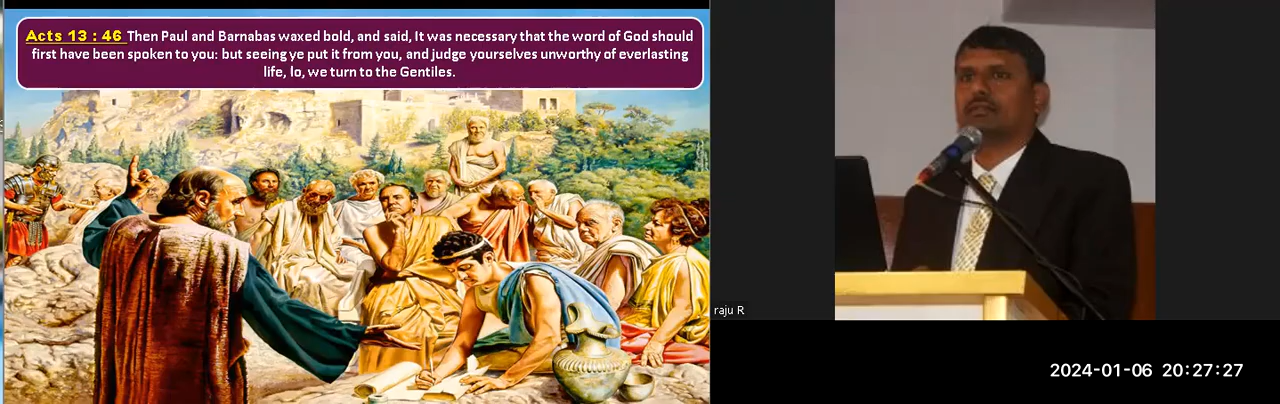 Acts 13 : 46 Then Paul and Barnabas waxed bold, and said, It was necessary that the word of God should
first have been spoken to you: but seeing ye put it from you, and judge yourselves unworthy of everlasting
life, lo, we turn to the Gentiles.
raju R
2024-01-06 20:27:27